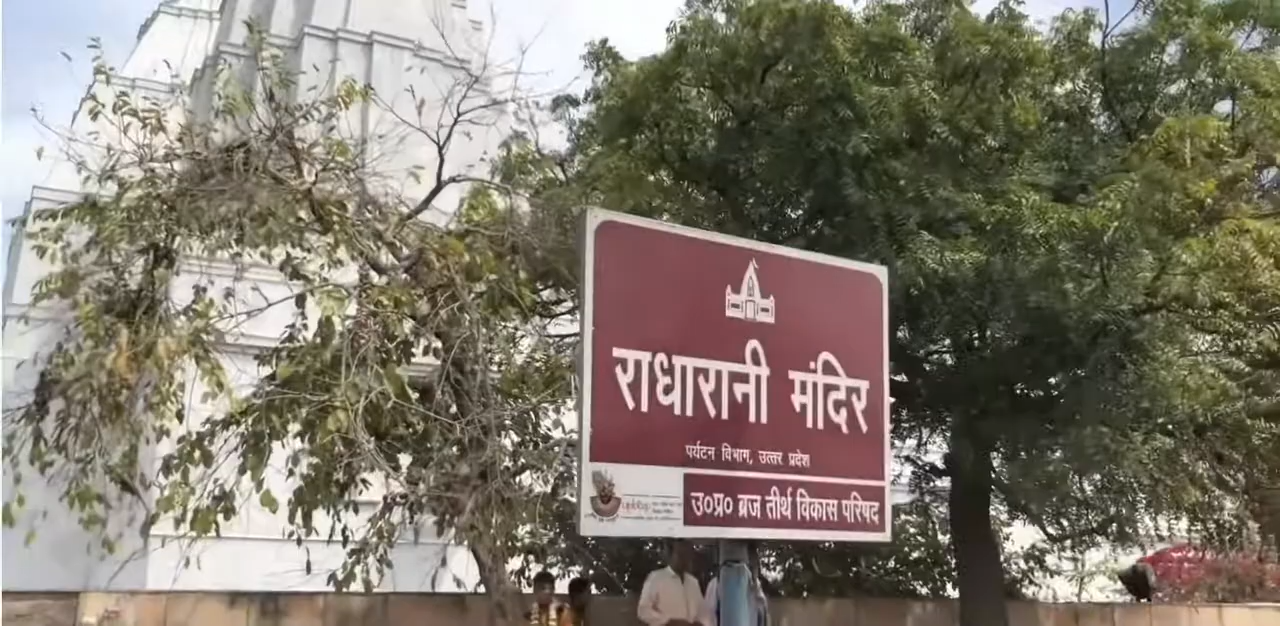 राधारानी मंदिर
पर्यटन विभाग, उत्तर प्रदेश
उ०प्र० ब्रज तीर्थ विकास परिषद